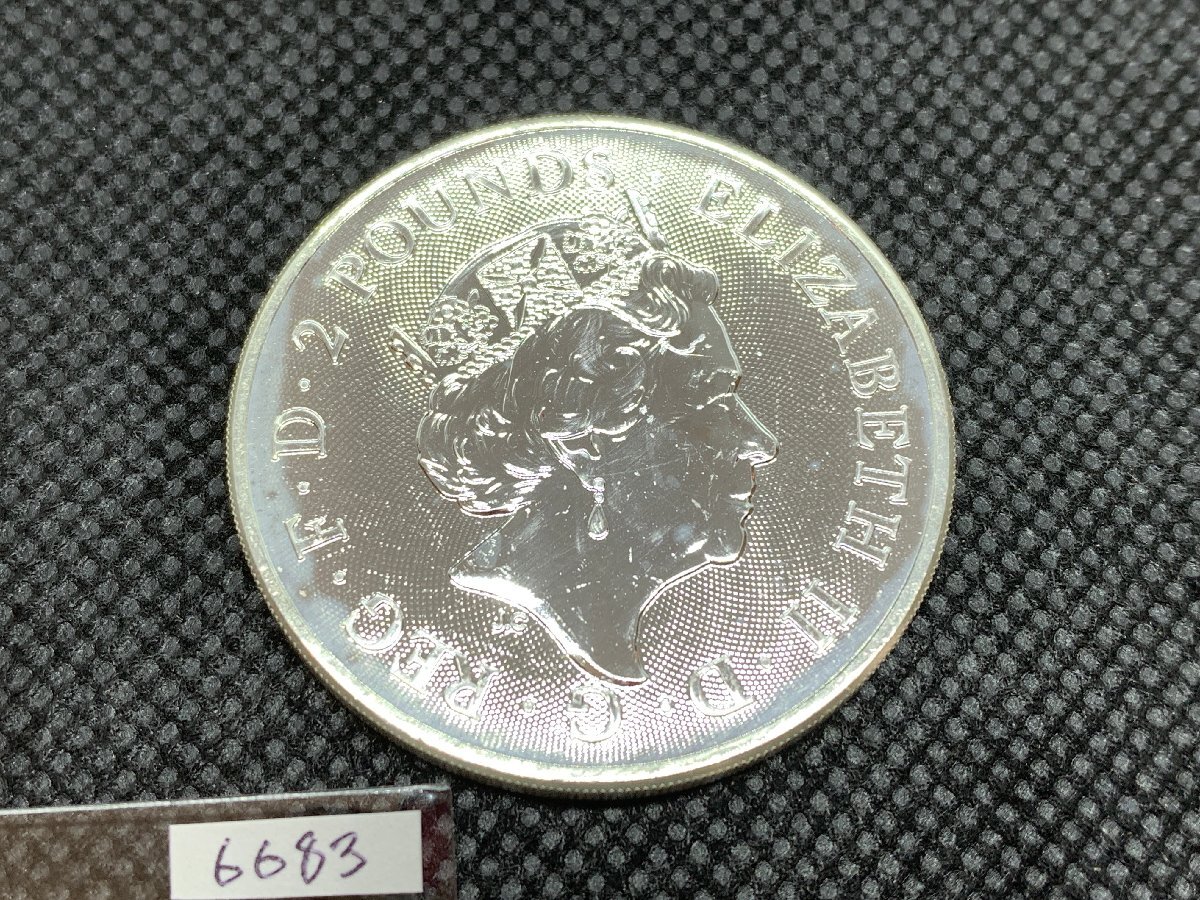 ELIZABETH II · D · G · REG · F · D · 2 POUNDS ·
6683